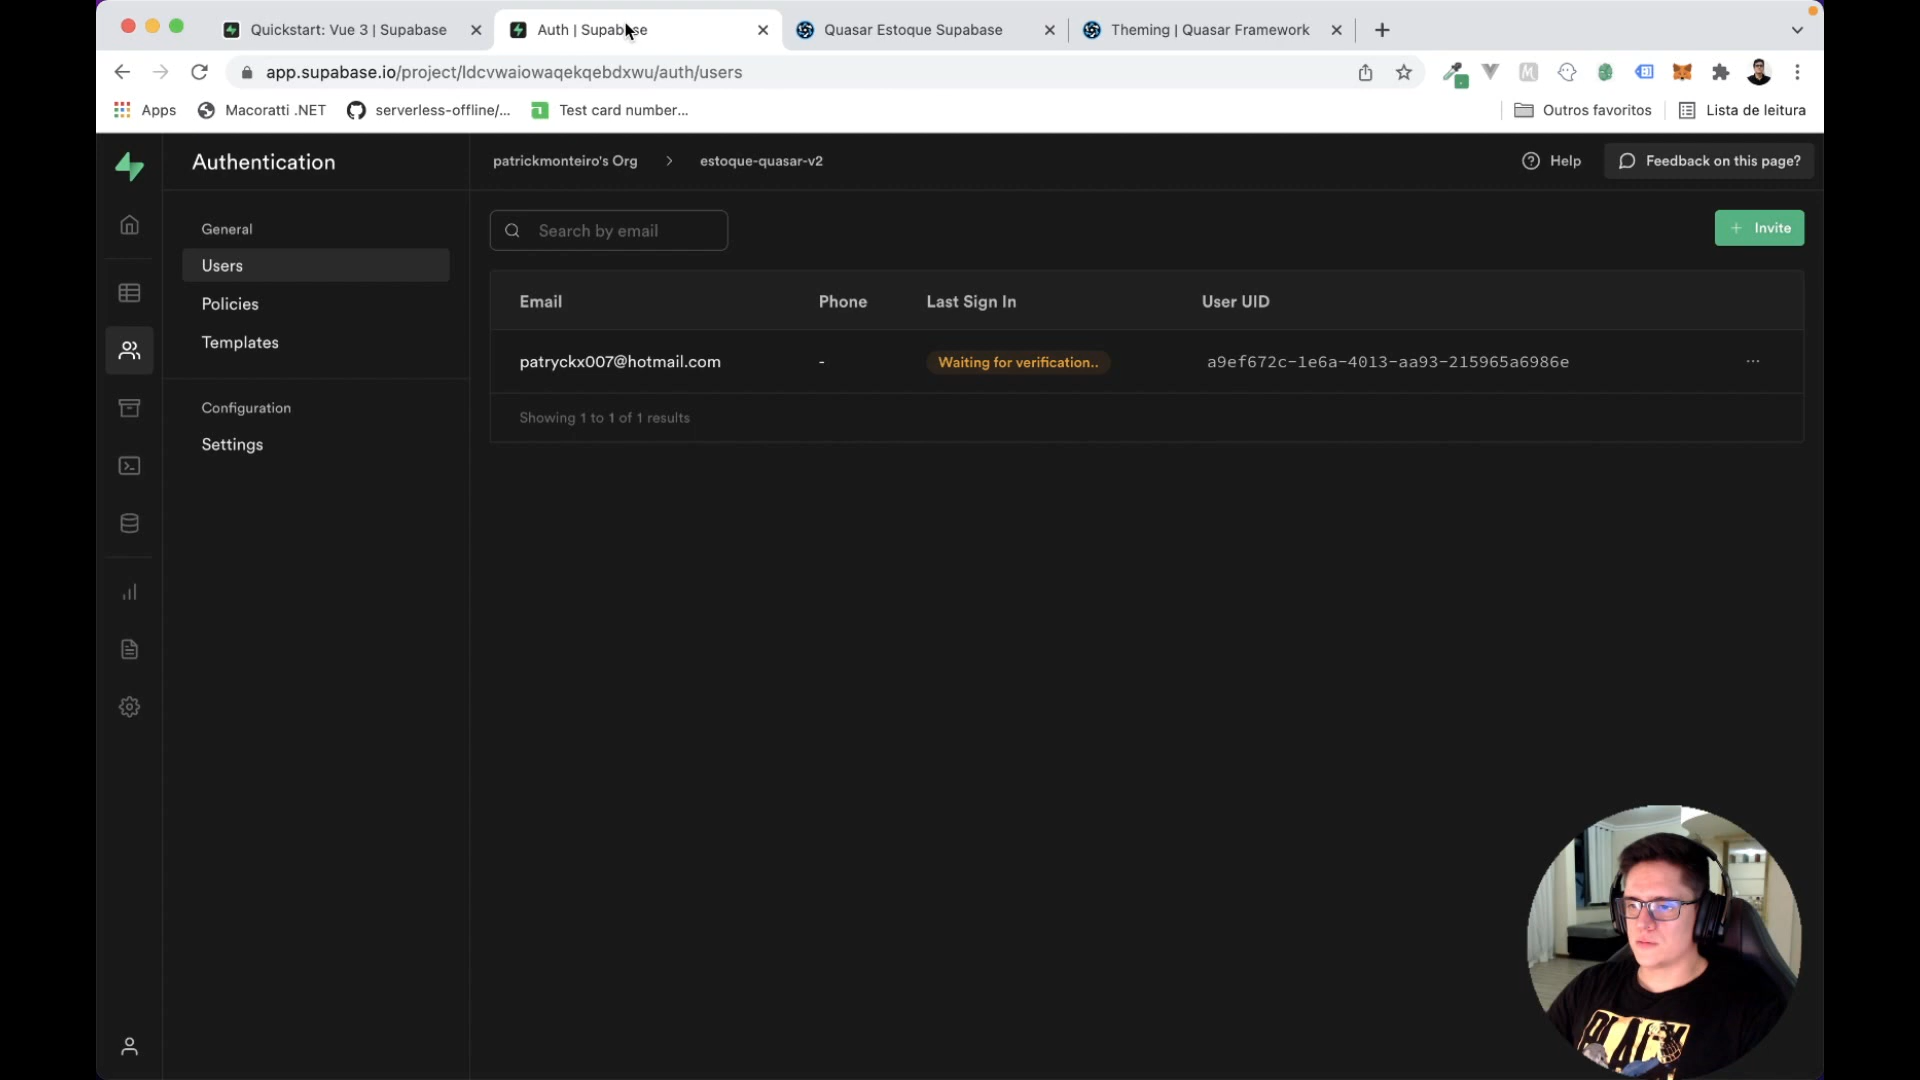 Quickstart: Vue 3 | Supabase
Auth | Supabase
Quasar Estoque Supabase
Theming | Quasar Framework
app.supabase.io/project/ldcvwaiowaqekqebdxwu/auth/users
Apps
Macoratti .NET
serverless-offline/...
Test card number...
Outros favoritos
Lista de leitura
Authentication
patrickmonteiro's Org
estoque-quasar-v2
Help
Feedback on this page?
General
Users
Policies
Templates
Configuration
Settings
Search by email
+ Invite
Email
Phone
Last Sign In
User UID
patryckx007@hotmail.com
-
Waiting for verification..
a9ef672c-1e6a-4013-aa93-215965a6986e
...
Showing 1 to 1 of 1 results